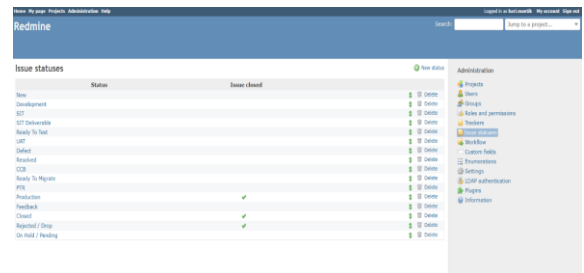 Home My page Projects Administration Help
Logged in as My account Sign out
Redmine
Search:
Jump to a project...
Issue statuses
New status
Status Issue closed
New Delete
Development Delete
SIT Delete
SIT Deliverable Delete
Ready To Test Delete
UAT Delete
Defect Delete
Resolved Delete
CCB Delete
Ready To Migrate Delete
PTR Delete
Production ✔ Delete
Feedback Delete
Closed ✔ Delete
Rejected / Drop ✔ Delete
On Hold / Pending Delete
Administration
Projects
Users
Groups
Roles and permissions
Trackers
Issue statuses
Workflow
Custom fields
Enumerations
Settings
LDAP authentication
Plugins
Information